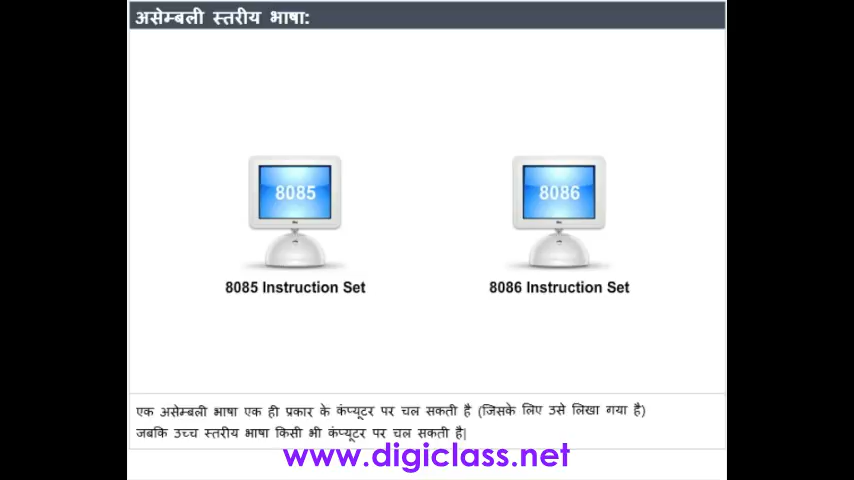 असेम्बली स्तरीय भाषा:
8085 8086
8085 Instruction Set 8086 Instruction Set
एक असेम्बली भाषा एक ही प्रकार के कंप्यूटर पर चल सकती है (जिसके लिए उसे लिखा गया है)
जबकि उच्च स्तरीय भाषा किसी भी कंप्यूटर पर चल सकती है|
www.digiclass.net